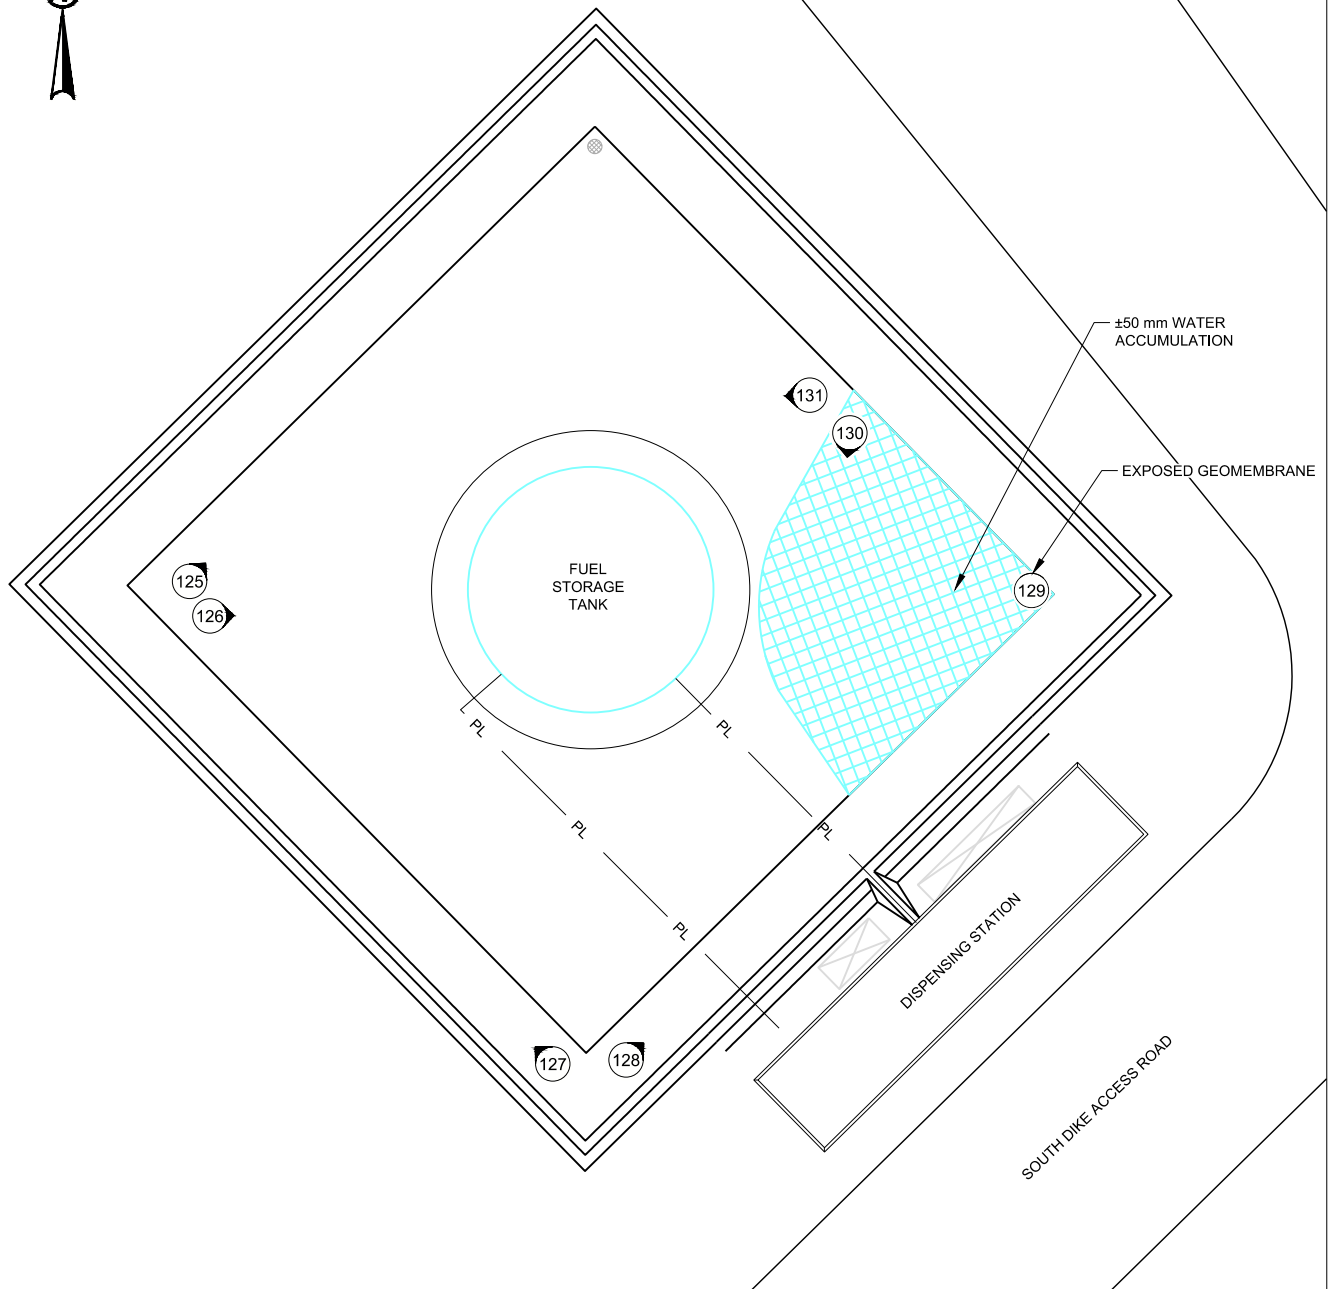 ±50 mm WATER
ACCUMULATION
131
130
EXPOSED GEOMEMBRANE
125
126
FUEL
STORAGE
TANK
129
PL
PL
PL
PL
PL
DISPENSING STATION
127
128
SOUTH DIKE ACCESS ROAD